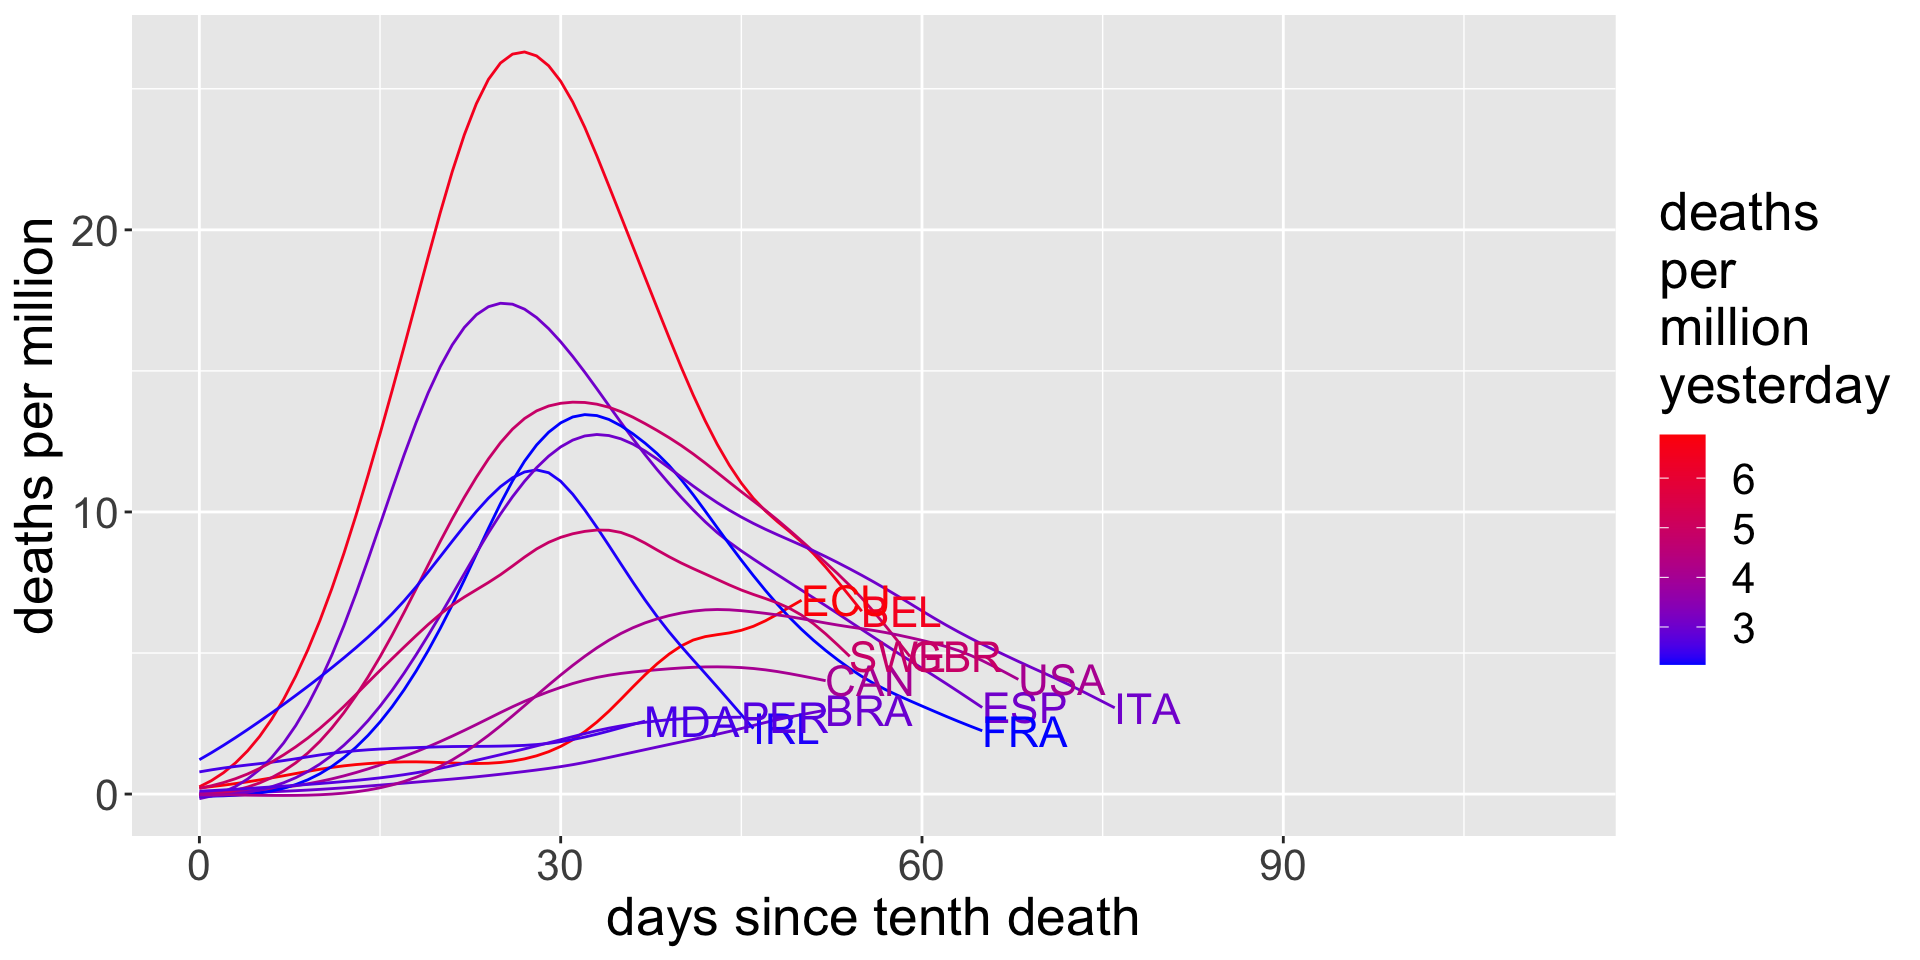 deaths per million
20
10
0
0
30
60
90
days since tenth death
ECU
BEL
SWE
GBR
CAN
USA
MDA
PER
IRL
BRA
ESP
FRA
ITA
deaths
per
million
yesterday
6
5
4
3